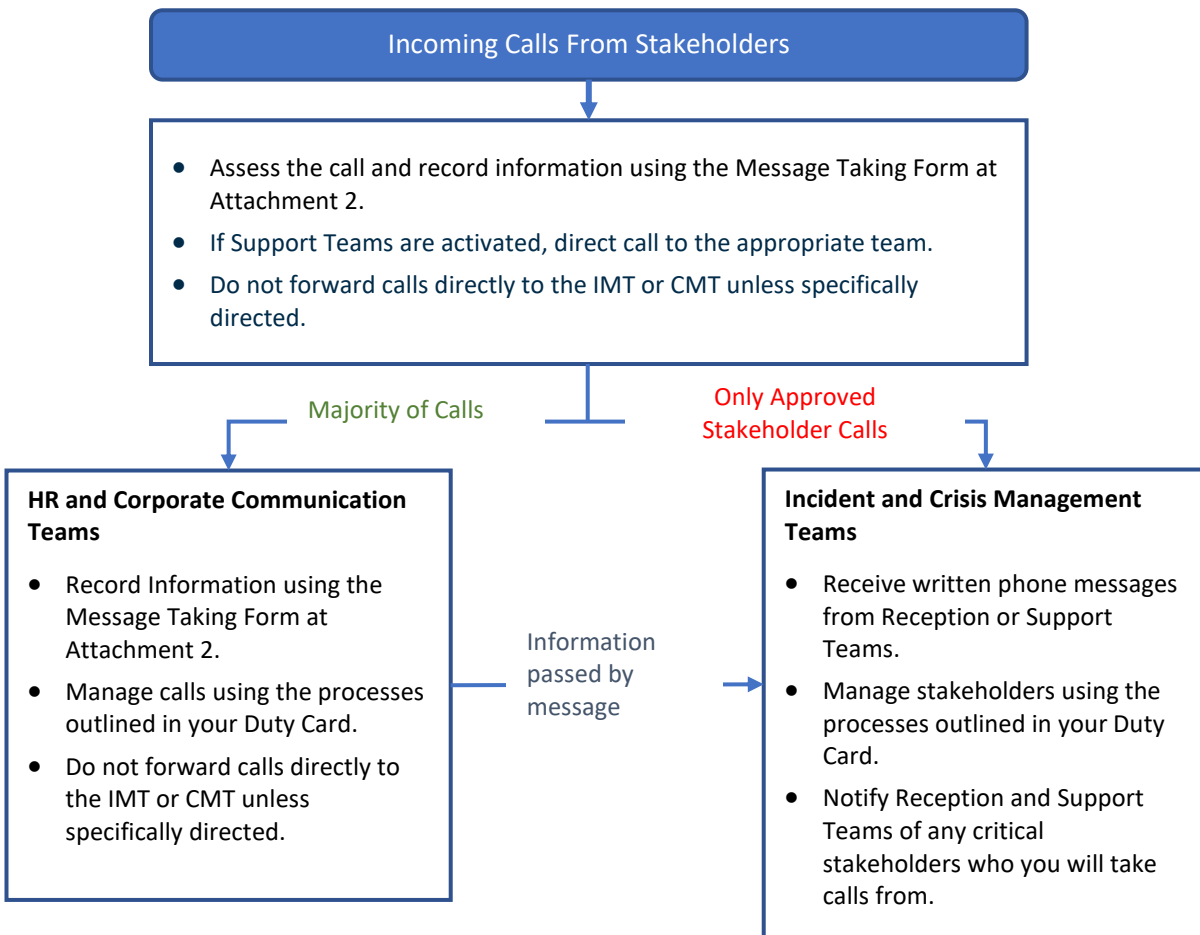 Incoming Calls From Stakeholders
• Assess the call and record information using the Message Taking Form at
Attachment 2.
• If Support Teams are activated, direct call to the appropriate team.
• Do not forward calls directly to the IMT or CMT unless specifically
directed.
Majority of Calls
Only Approved
Stakeholder Calls
HR and Corporate Communication
Teams
• Record Information using the
Message Taking Form at
Attachment 2.
• Manage calls using the processes
outlined in your Duty Card.
• Do not forward calls directly to
the IMT or CMT unless
specifically directed.
Information
passed by
message
Incident and Crisis Management
Teams
• Receive written phone messages
from Reception or Support
Teams.
• Manage stakeholders using the
processes outlined in your Duty
Card.
• Notify Reception and Support
Teams of any critical
stakeholders who you will take
calls from.